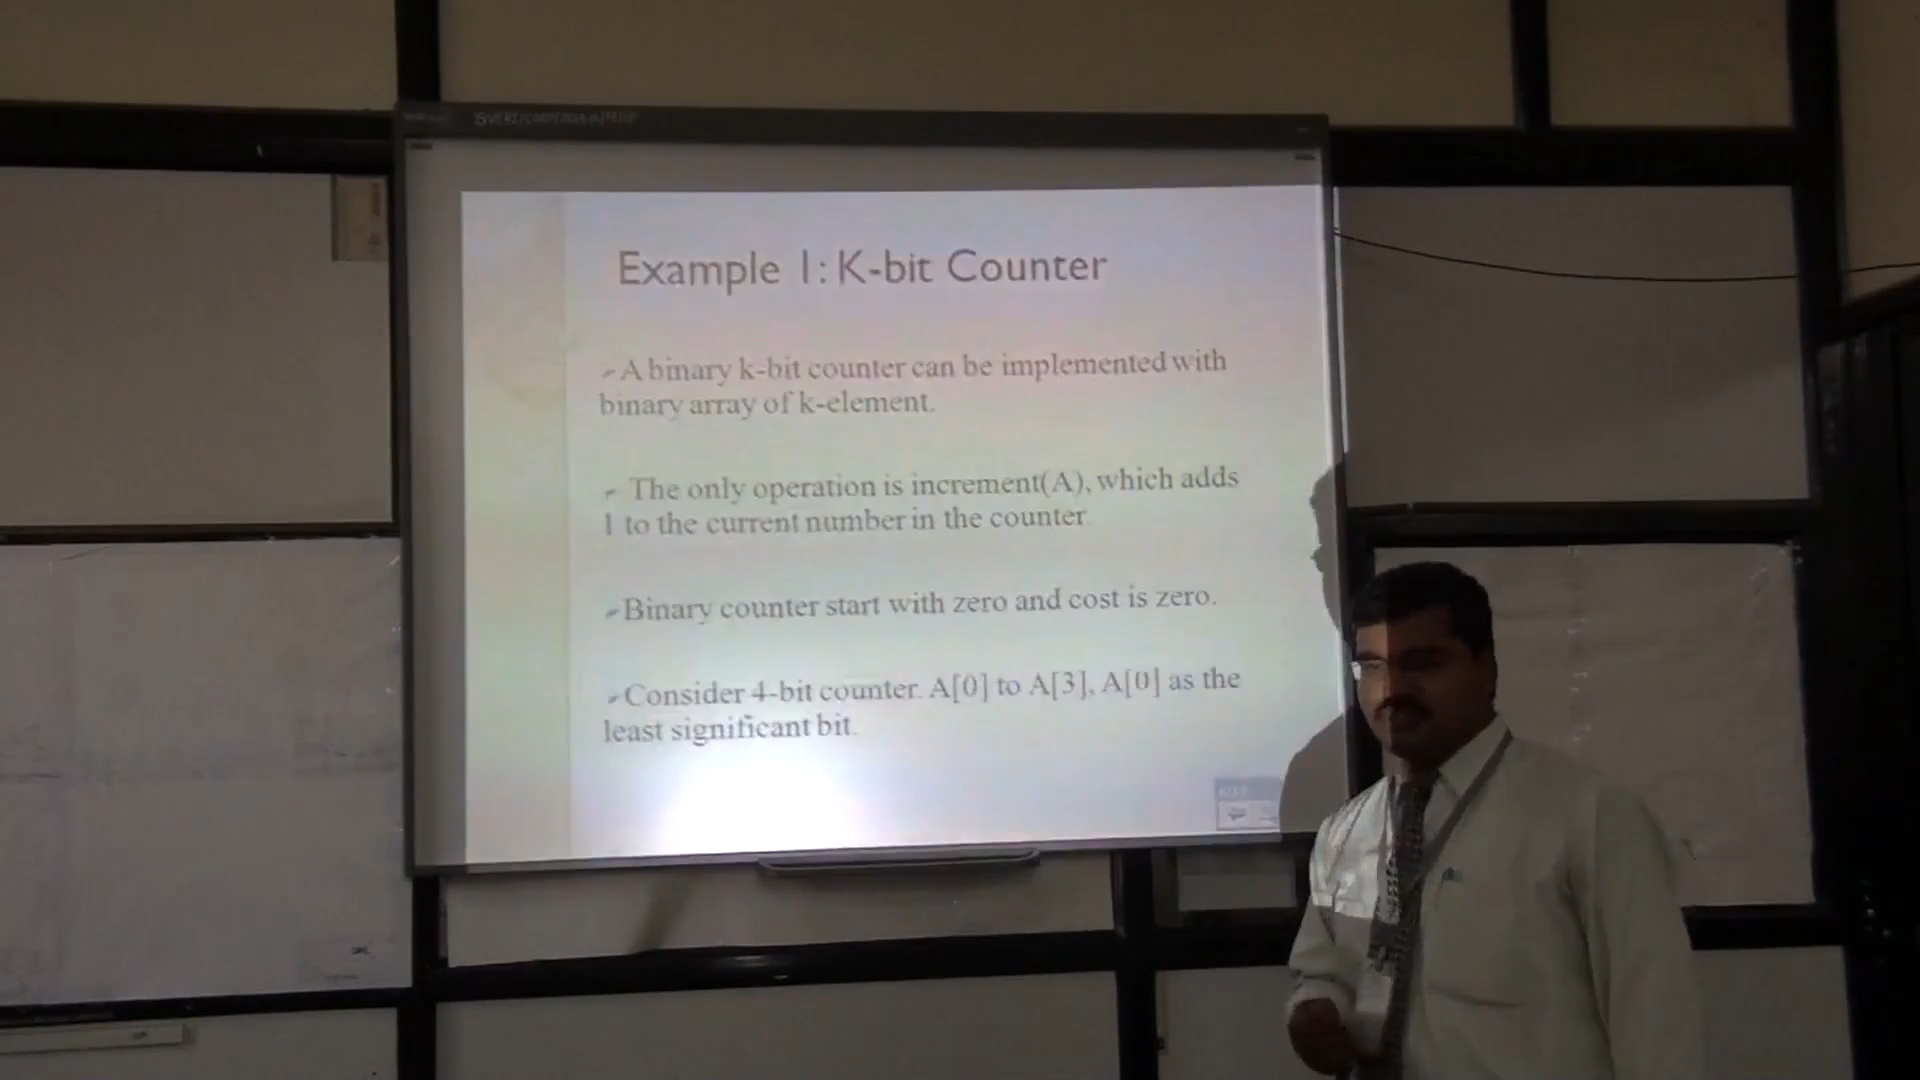 Example 1: K-bit Counter
A binary k-bit counter can be implemented with
binary array of k-element.
The only operation is increment(A), which adds
1 to the current number in the counter.
Binary counter start with zero and cost is zero.
Consider 4-bit counter. A[0] to A[3], A[0] as the
least significant bit.